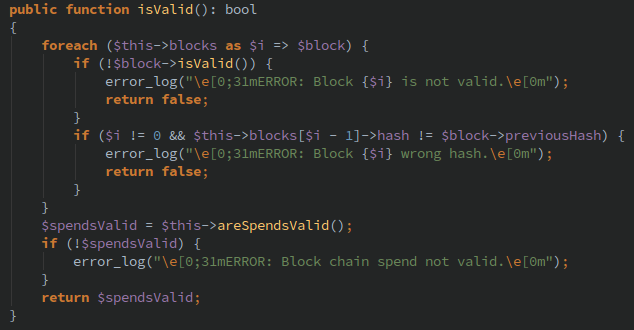 public function isValid(): bool
{
foreach ($this->blocks as $i => $block) {
if (!$block->isValid()) {
error_log("\e[0;31mERROR: Block {$i} is not valid.\e[0m");
return false;
}
if ($i != 0 && $this->blocks[$i - 1]->hash != $block->previousHash) {
error_log("\e[0;31mERROR: Block {$i} wrong hash.\e[0m");
return false;
}
}
$spendsValid = $this->areSpendsValid();
if (!$spendsValid) {
error_log("\e[0;31mERROR: Block chain spend not valid.\e[0m");
}
return $spendsValid;
}